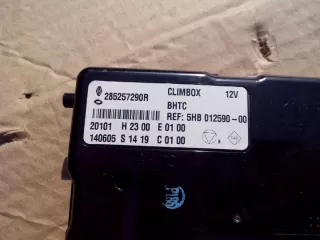 285257290R CLIMBOX 12V
BHTC
REF: 5HB 012590-00
20101 H 23 00 E 01 00
140605 S 14 19 C 01 00